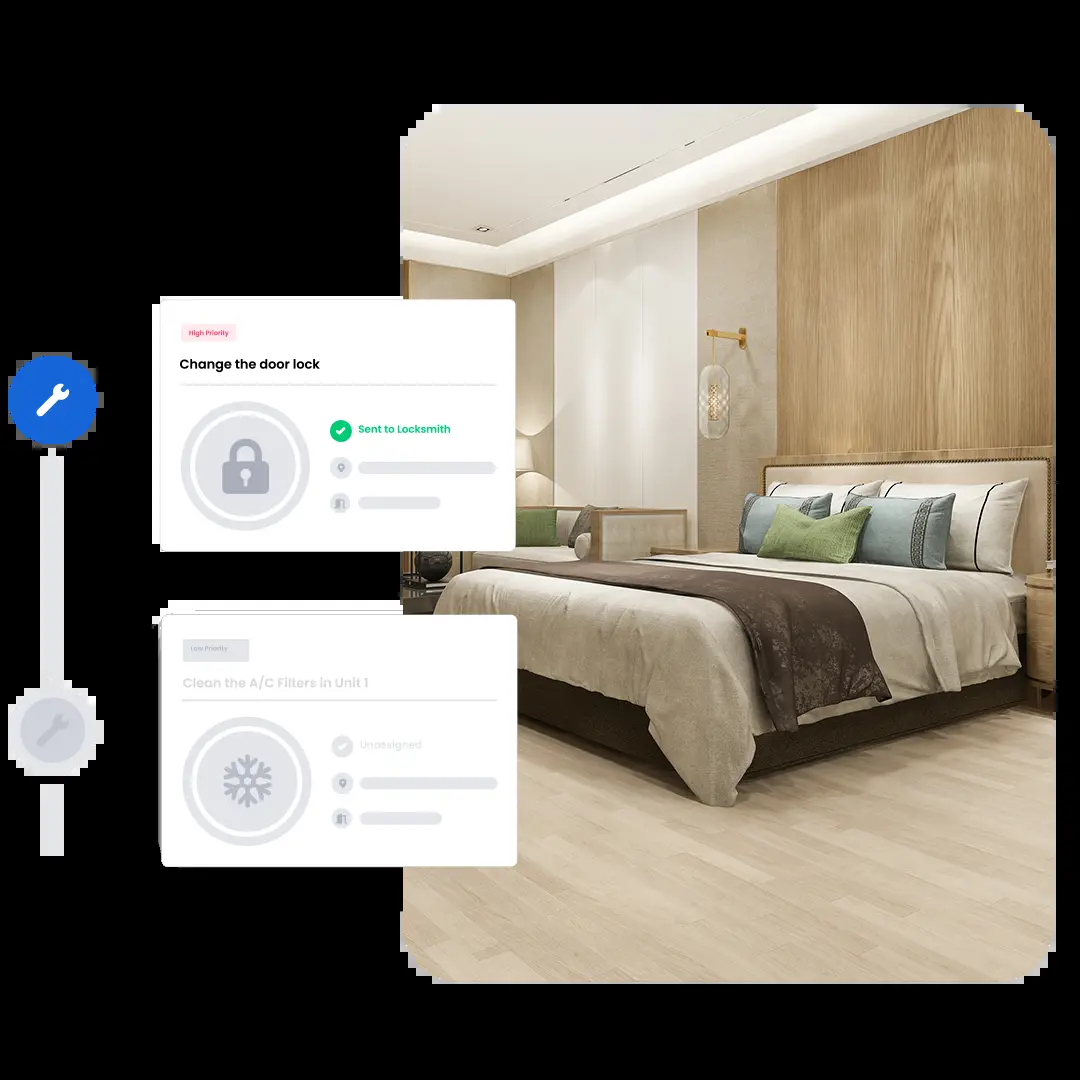 High Priority
Change the door lock
Sent to Locksmith
Low Priority
Clean the A/C Filters in Unit 1
Unassigned